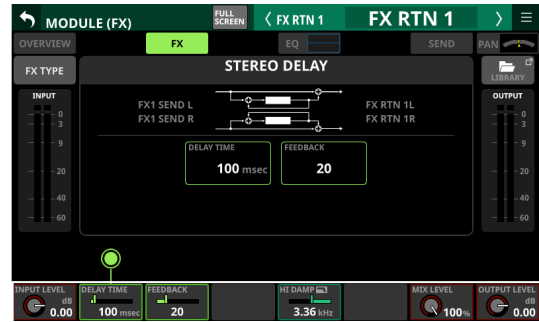 MODULE (FX)
FULL SCREEN
FX RTN 1
FX RTN 1
OVERVIEW
FX
EQ
SEND
PAN
FX TYPE
STEREO DELAY
LIBRARY
INPUT
OUTPUT
FX1 SEND L
FX1 SEND R
FX RTN 1L
FX RTN 1R
0
3
9
20
40
60
0
3
9
20
40
60
DELAY TIME
100 msec
FEEDBACK
20
INPUT LEVEL
dB
0.00
DELAY TIME
100 msec
FEEDBACK
20
HI DAMP
3.36 kHz
MIX LEVEL
100%
OUTPUT LEVEL
dB
0.00